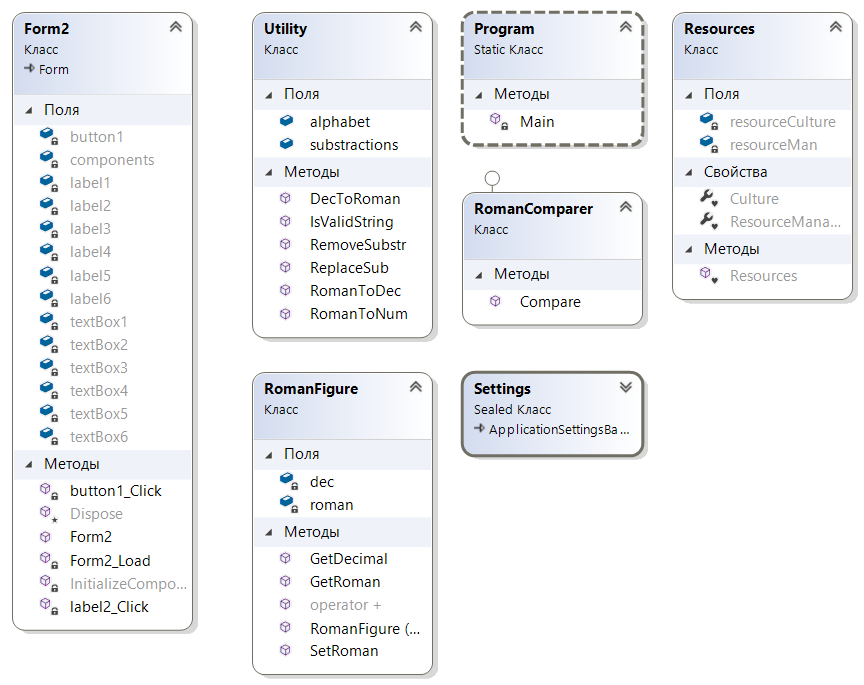 Form2
Класс
Form
Поля
button1
components
label1
label2
label3
label4
label5
label6
textBox1
textBox2
textBox3
textBox4
textBox5
textBox6
Методы
button1_Click
Dispose
Form2
Form2_Load
InitializeCompo...
label2_Click
Utility
Класс
Поля
alphabet
substractions
Методы
DecToRoman
IsValidString
RemoveSubstr
ReplaceSub
RomanToDec
RomanToNum
RomanFigure
Класс
Поля
dec
roman
Методы
GetDecimal
GetRoman
operator +
RomanFigure (...
SetRoman
Program
Static Класс
Методы
Main
RomanComparer
Класс
Методы
Compare
Settings
Sealed Класс
ApplicationSettingsBa...
Resources
Класс
Поля
resourceCulture
resourceMan
Свойства
Culture
ResourceMana...
Методы
Resources